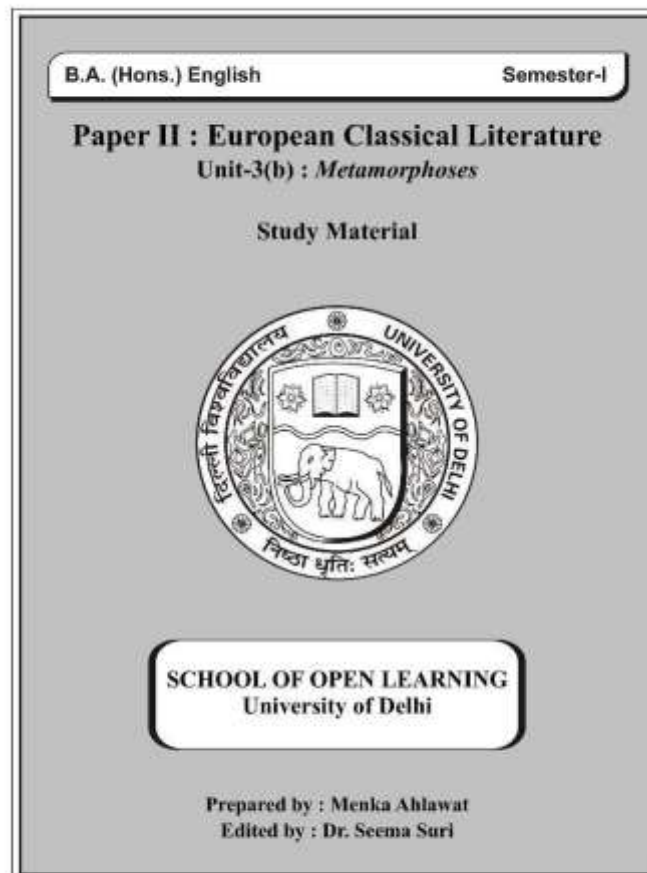 B.A. (Hons.) English Semester-I
Paper II : European Classical Literature
Unit-3(b) : Metamorphoses
Study Material
दिल्ली विश्वविद्यालय
UNIVERSITY OF DELHI
निष्ठा धृतिः सत्यम्
SCHOOL OF OPEN LEARNING
University of Delhi
Prepared by : Menka Ahlawat
Edited by : Dr. Seema Suri